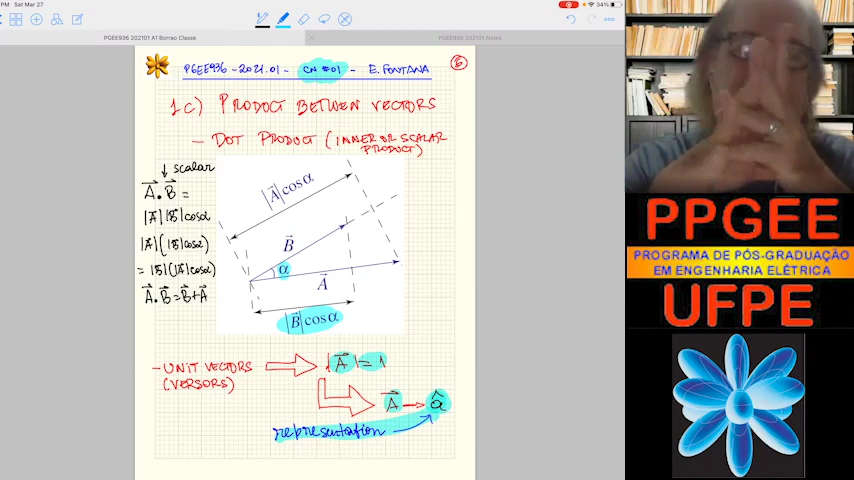 PM Sat Mar 27
34%
PGEE936 202101 A1 Borrao Classe
PGEE936 202101 Notes
PGEE936 - 2021.01 - CN #01 - E. FONTANA
6
1c) PRODUCT BETWEEN VECTORS
- DOT PRODUCT (INNER OR SCALAR
PRODUCT)
↓ scalar
A⃗.B⃗ =
|A⃗||B⃗|cosα
|A⃗|(|B⃗|cosα)
= |B⃗|(|A⃗|cosα)
A⃗.B⃗=B⃗+A⃗
|A⃗|cosα
B⃗
α
A⃗
|B⃗|cosα
- UNIT VECTORS ⇒ |A⃗|=1
(VERSORS)
A⃗ → â
representation
PPGEE
PROGRAMA DE PÓS-GRADUAÇÃO
EM ENGENHARIA ELÉTRICA
UFPE